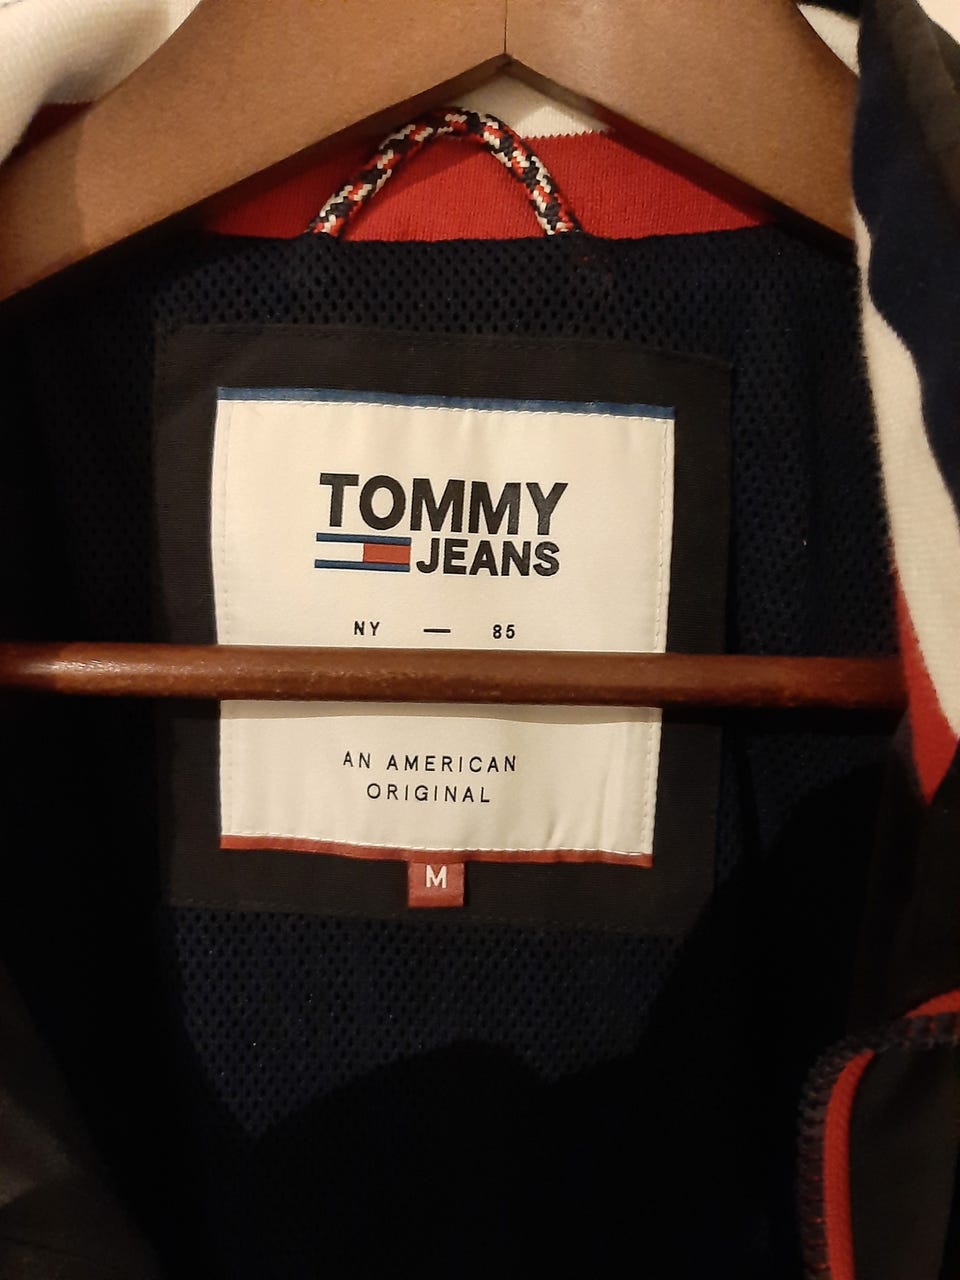 TOMMY
JEANS
NY — 85
AN AMERICAN
ORIGINAL
M